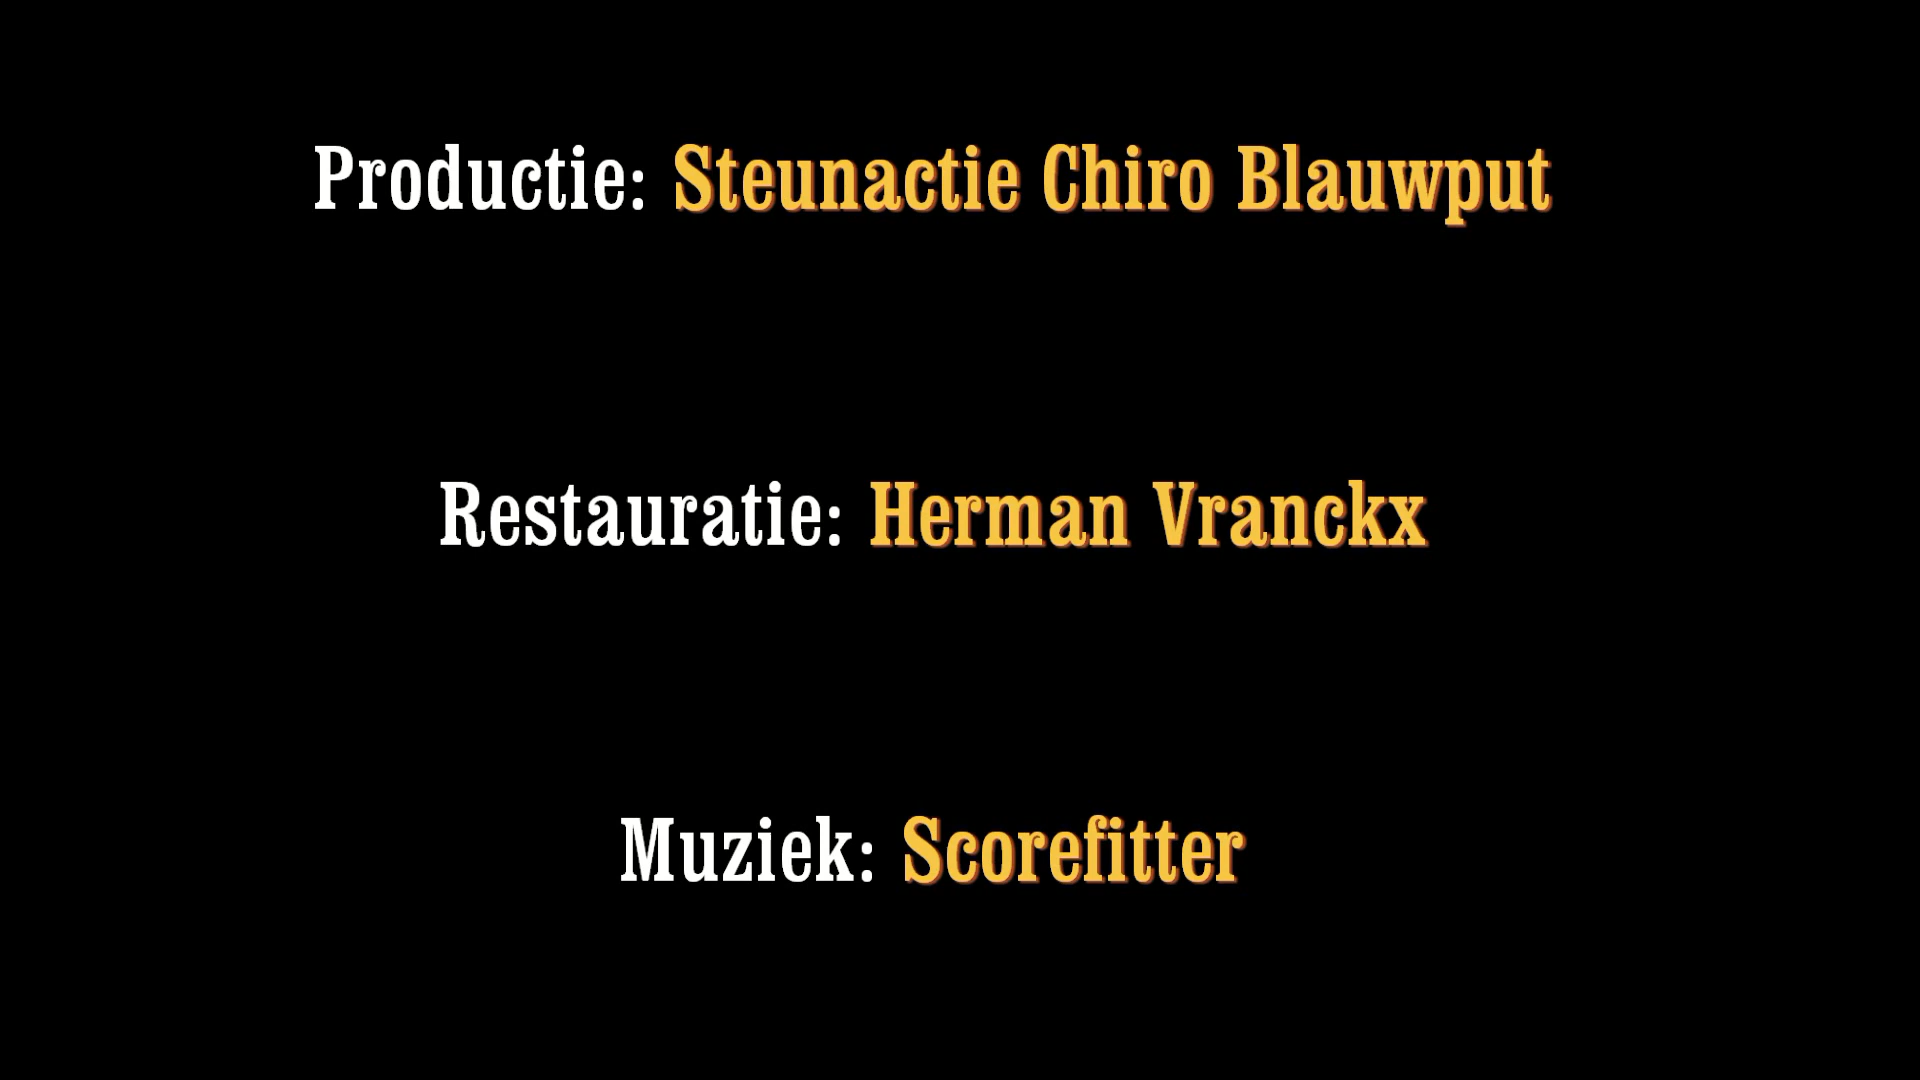 Productie: Steunactie Chiro Blauwput
Restauratie: Herman Vranckx
Muziek: Scorefitter